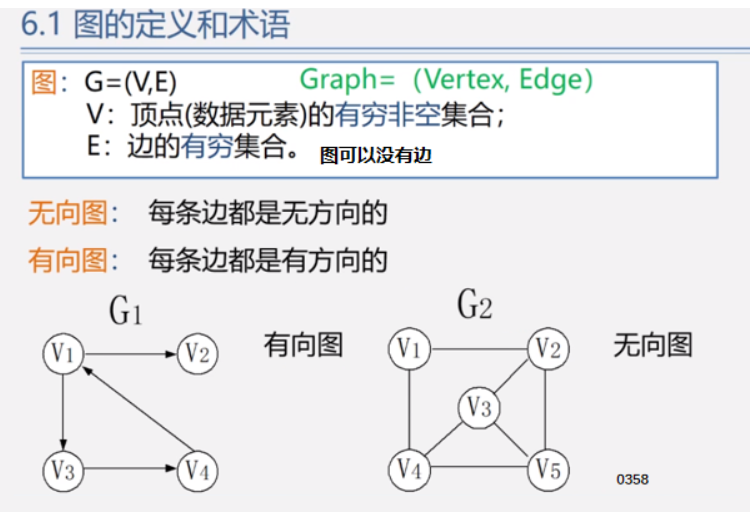 6.1 图的定义和术语
图：G=(V,E) Graph=（Vertex, Edge）
V：顶点(数据元素)的有穷非空集合；
E：边的有穷集合。 图可以没有边
无向图： 每条边都是无方向的
有向图： 每条边都是有方向的
G1
G2
V1 V2 有向图
V1 V2 无向图
V3
V3 V4
V4 V5
0358